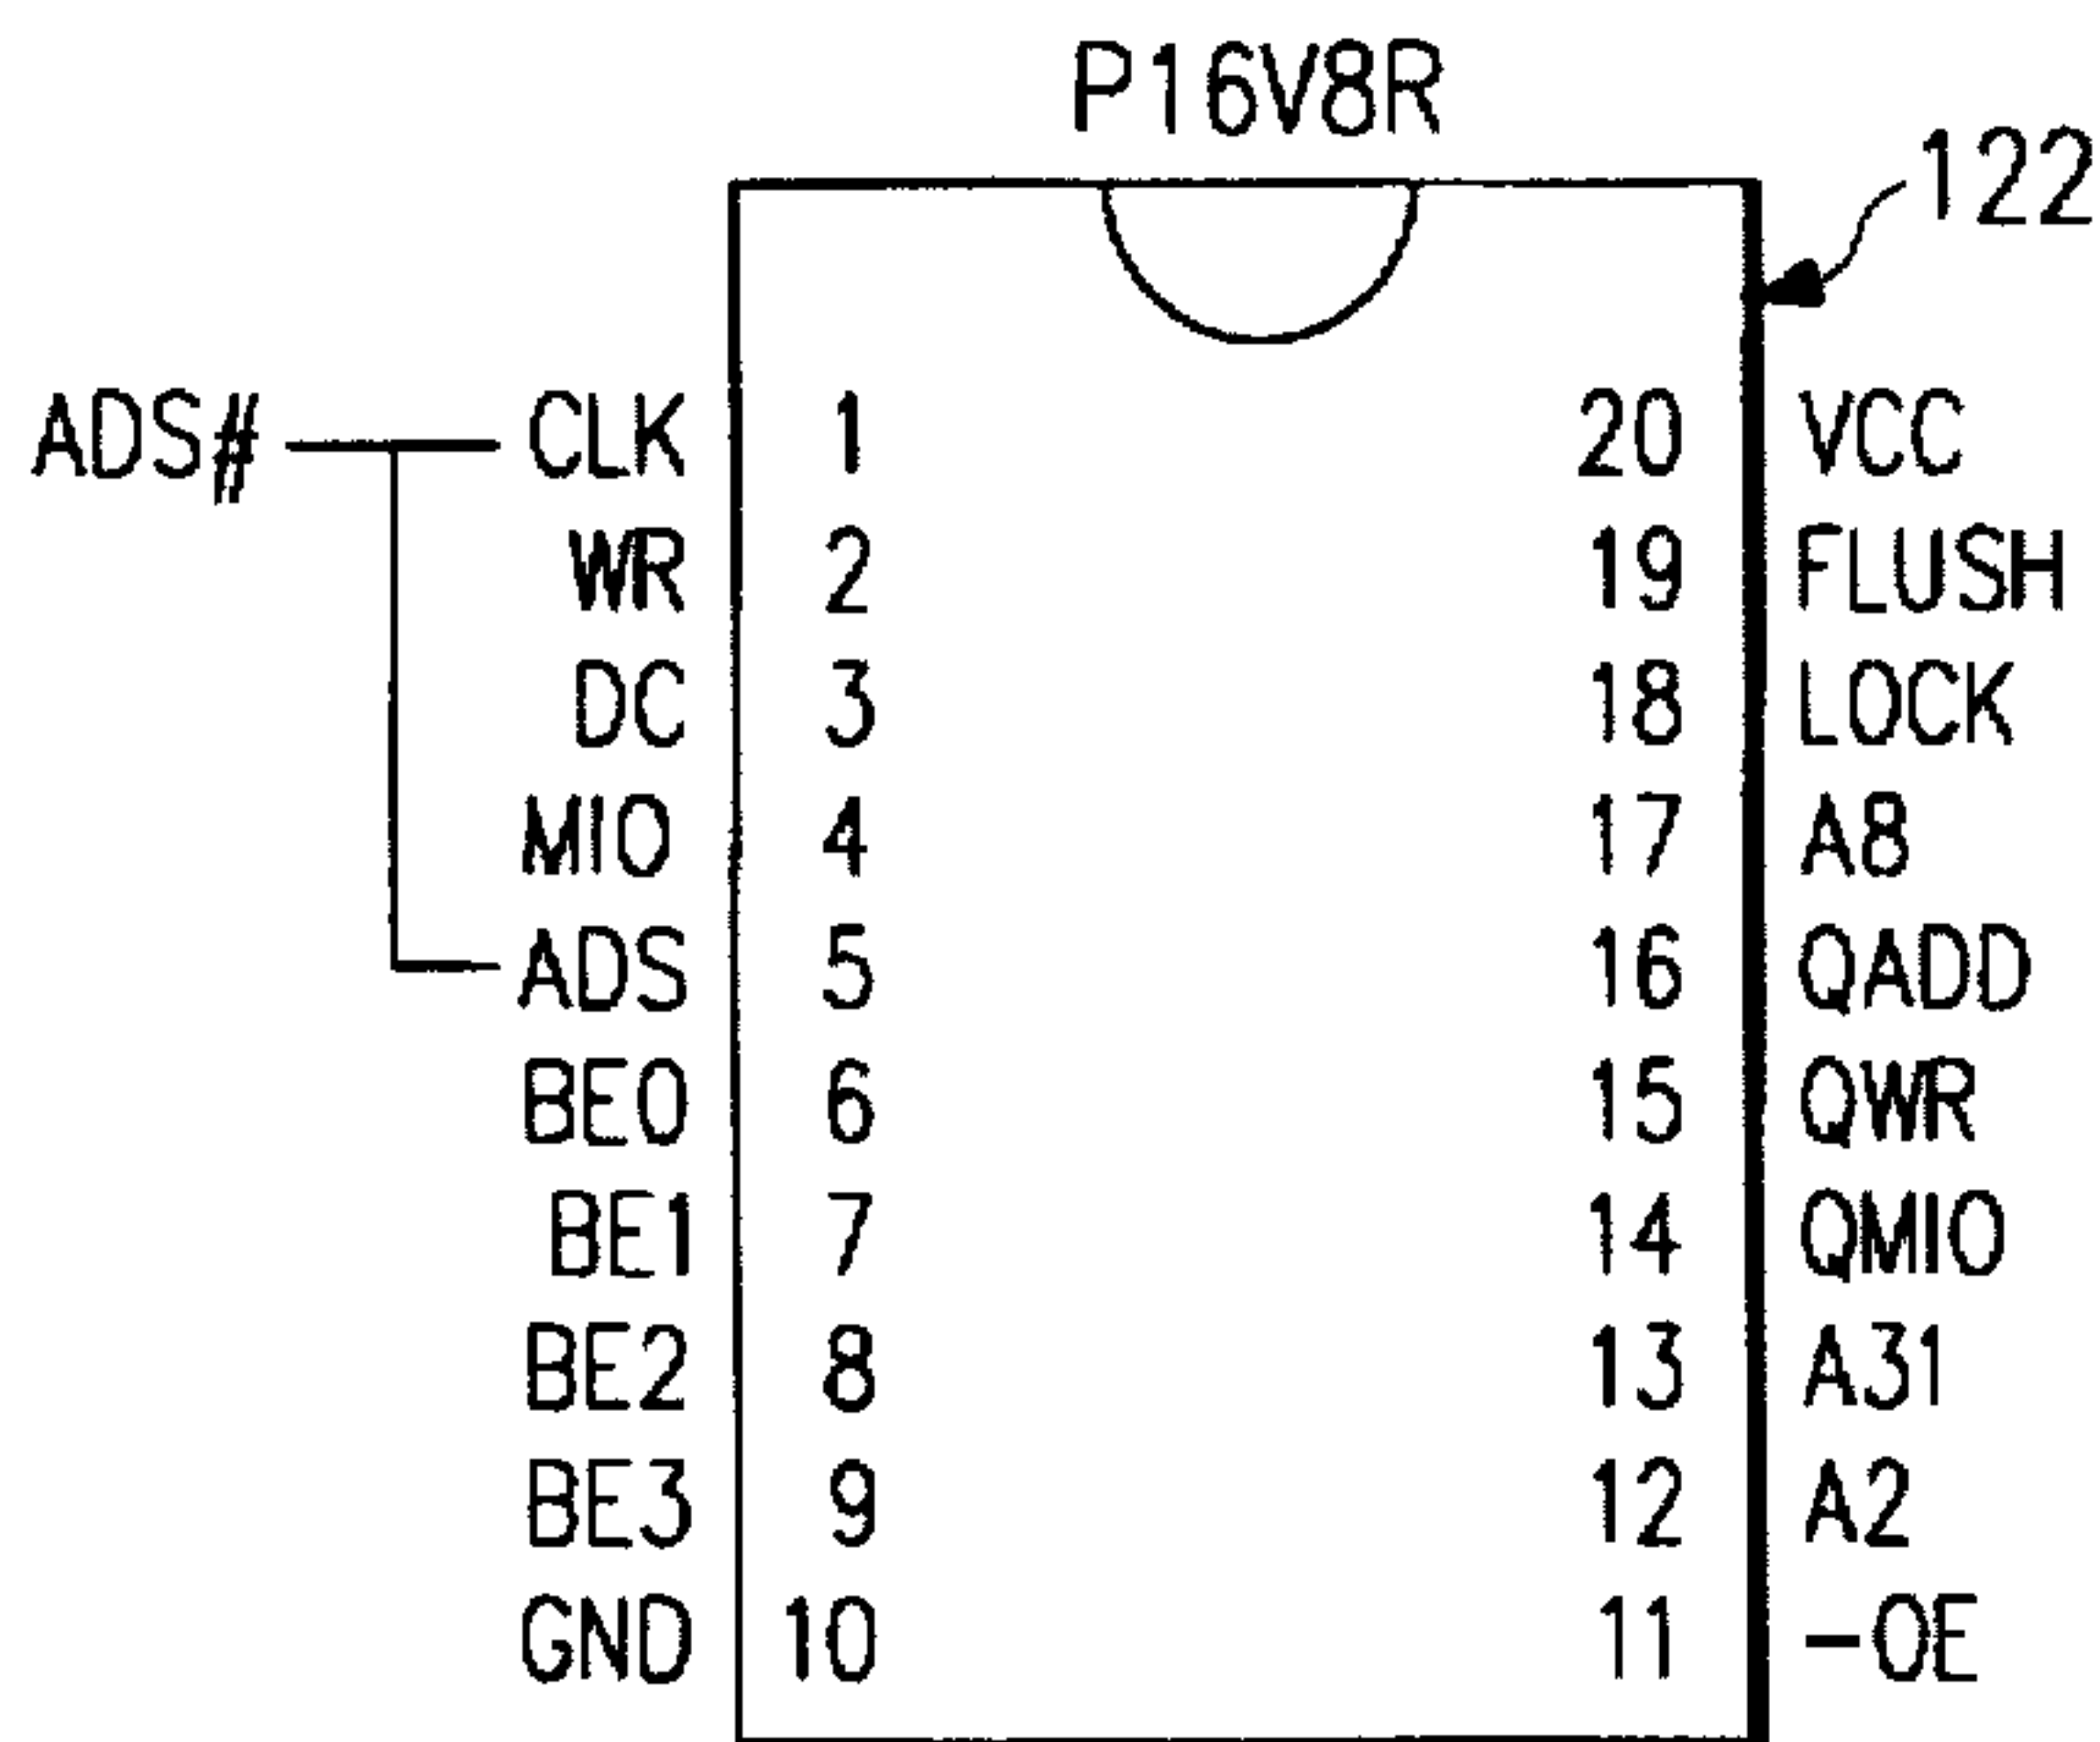 P16V8R
122
ADS# CLK 1 20 VCC
WR 2 19 FLUSH
DC 3 18 LOCK
MIO 4 17 A8
ADS 5 16 QADD
BE0 6 15 QWR
BE1 7 14 QMIO
BE2 8 13 A31
BE3 9 12 A2
GND 10 11 -OE